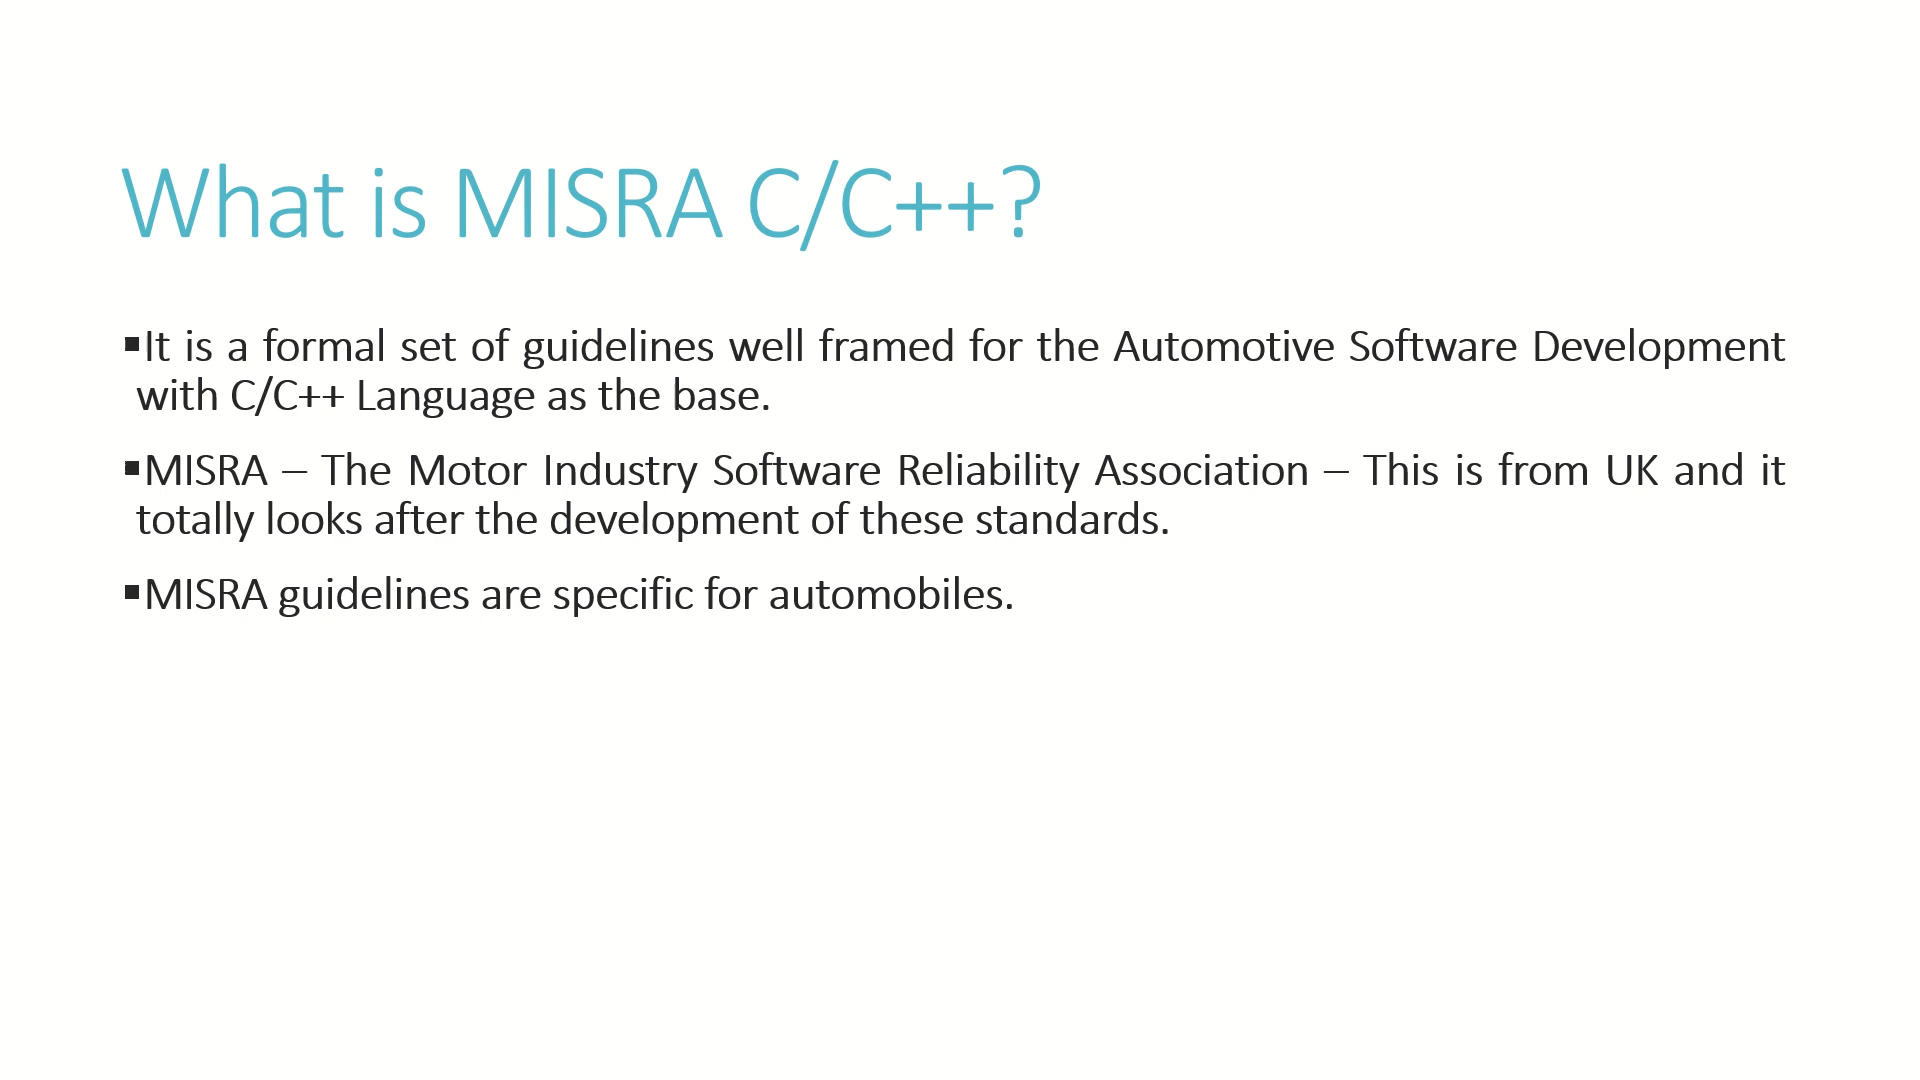 What is MISRA C/C++?
▪It is a formal set of guidelines well framed for the Automotive Software Development
with C/C++ Language as the base.
▪MISRA – The Motor Industry Software Reliability Association – This is from UK and it
totally looks after the development of these standards.
▪MISRA guidelines are specific for automobiles.